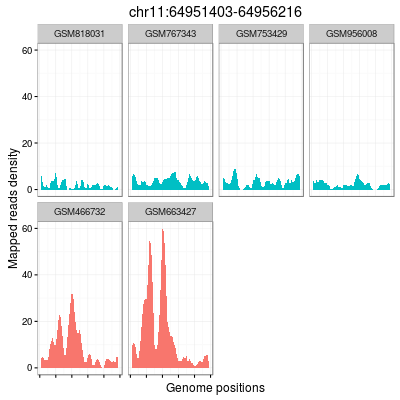 chr11:64951403-64956216
GSM818031 GSM767343 GSM753429 GSM956008
60
40
20
0
GSM466732 GSM663427
60
40
20
0
Mapped reads density
Genome positions